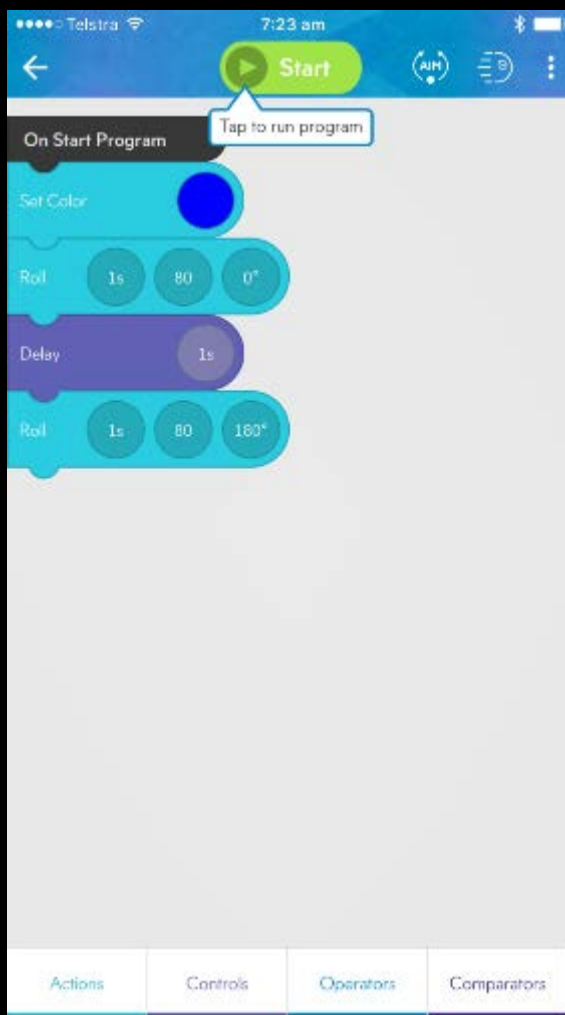 Telstra 7:23 am
Start
AIM
Tap to run program
On Start Program
Set Color
Roll 1s 80 0°
Delay 1s
Roll 1s 80 180°
Actions Controls Operators Comparators